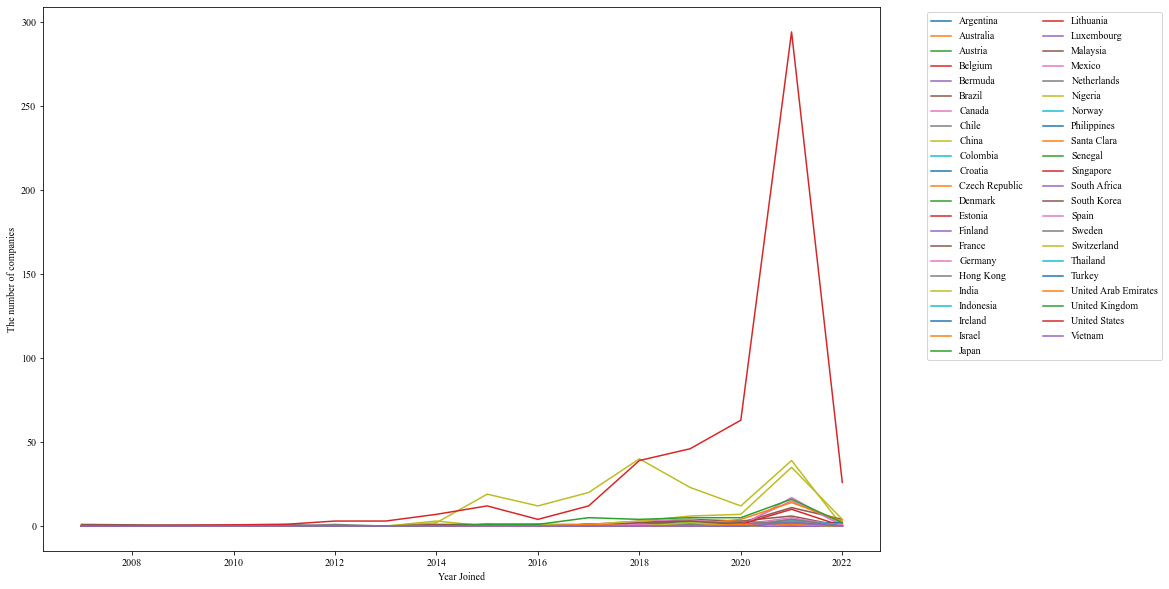 300
250
200
150
100
50
0
The number of companies
2008
2010
2012
2014
2016
2018
2020
2022
Year Joined
Argentina
Australia
Austria
Belgium
Bermuda
Brazil
Canada
Chile
China
Colombia
Croatia
Czech Republic
Denmark
Estonia
Finland
France
Germany
Hong Kong
India
Indonesia
Ireland
Israel
Japan
Lithuania
Luxembourg
Malaysia
Mexico
Netherlands
Nigeria
Norway
Philippines
Santa Clara
Senegal
Singapore
South Africa
South Korea
Spain
Sweden
Switzerland
Thailand
Turkey
United Arab Emirates
United Kingdom
United States
Vietnam